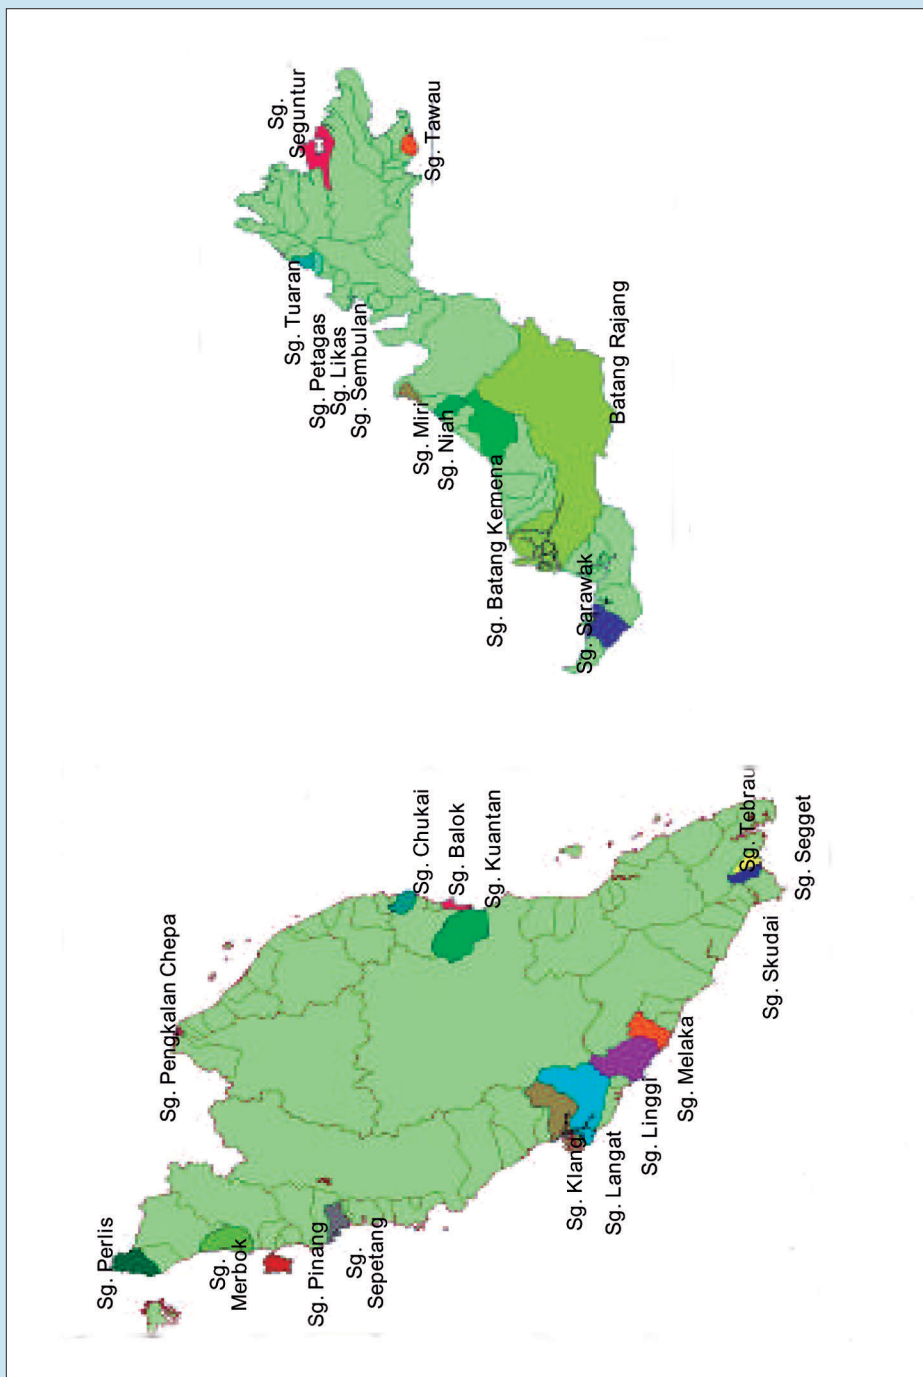 Sg. Perlis
Sg.
Merbok
Sg. Pinang
Sg.
Sepetang
Sg. Pengkalan Chepa
Sg. Klang
Sg. Langat
Sg. Linggi
Sg. Melaka
Sg. Chukai
Sg. Balok
Sg. Kuantan
Sg. Skudai
Sg. Tebrau
Sg. Segget
Sg. Sarawak
Sg. Batang Kemena
Batang Rajang
Sg. Niah
Sg. Miri
Sg. Tuaran
Sg. Petagas
Sg. Likas
Sg. Sembulan
Sg.
Seguntur
Sg. Tawau